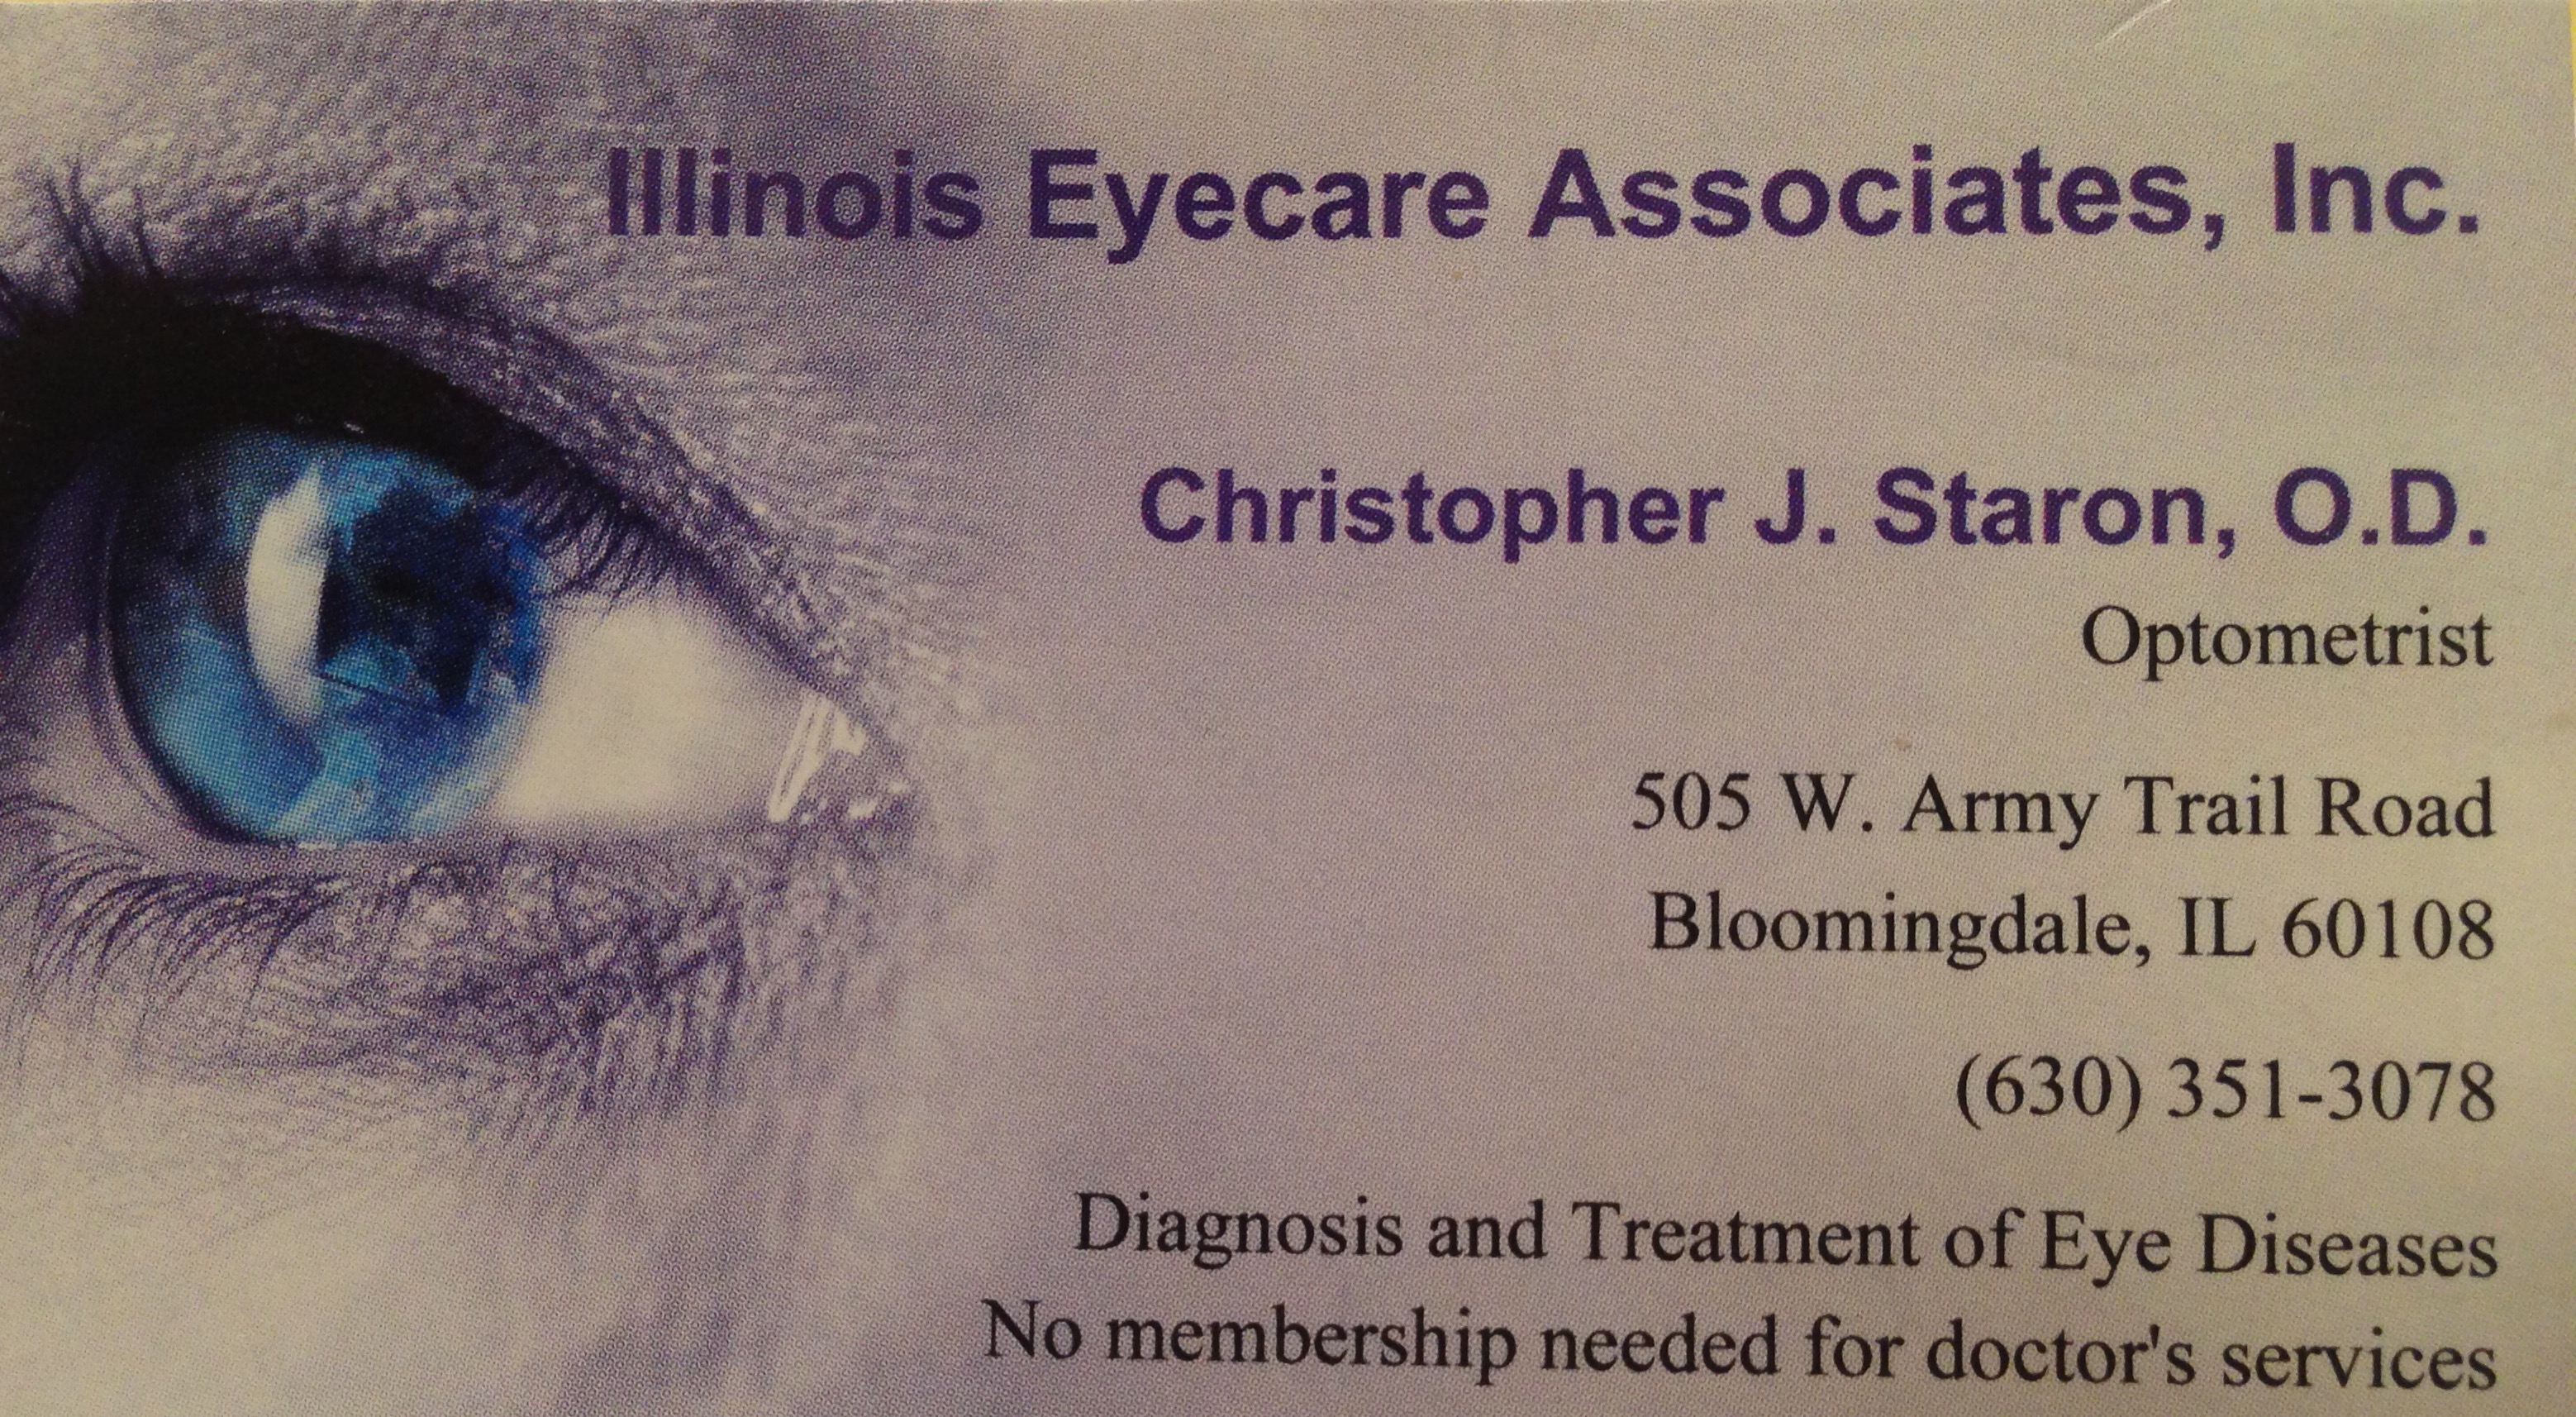 Illinois Eyecare Associates, Inc.
Christopher J. Staron, O.D.
Optometrist
505 W. Army Trail Road
Bloomingdale, IL 60108
(630) 351-3078
Diagnosis and Treatment of Eye Diseases
No membership needed for doctor's services